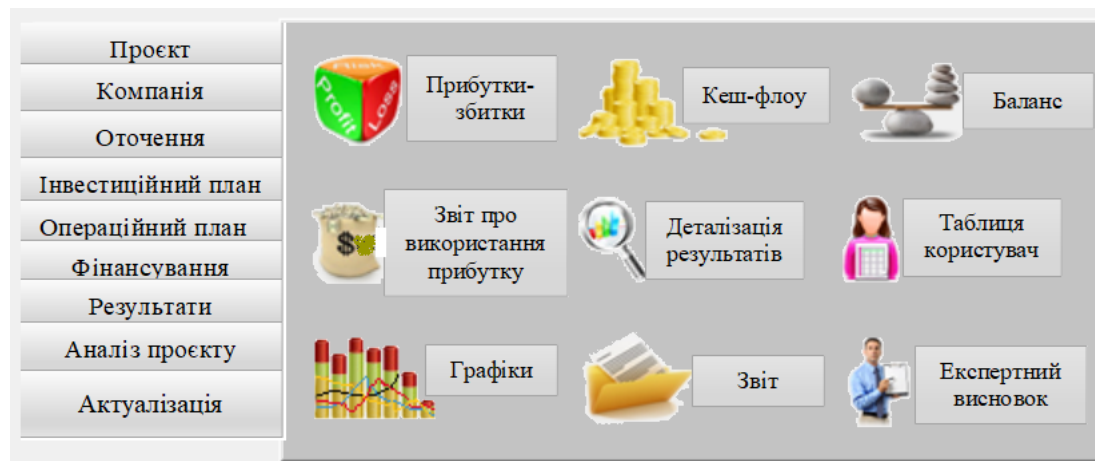 Проєкт
Компанія
Оточення
Інвестиційний план
Операційний план
Фінансування
Результати
Аналіз проєкту
Актуалізація
Profit
Loss
Прибутки-
збитки
Кеш-флоу
Баланс
$
Звіт про
використання
прибутку
Деталізація
результатів
Таблиця
користувач
Графіки
Звіт
Експертний
висновок